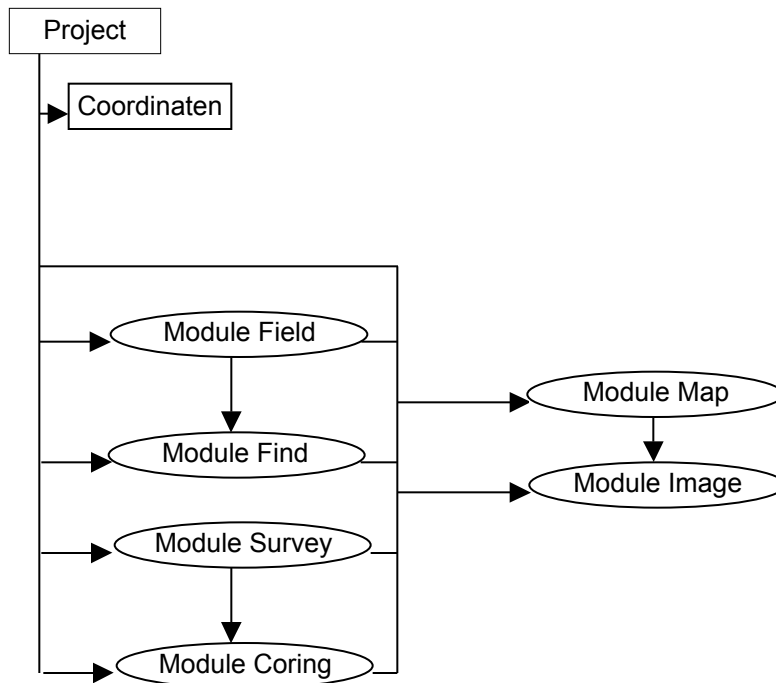 Project
Coordinaten
Module Field
Module Map
Module Find
Module Image
Module Survey
Module Coring